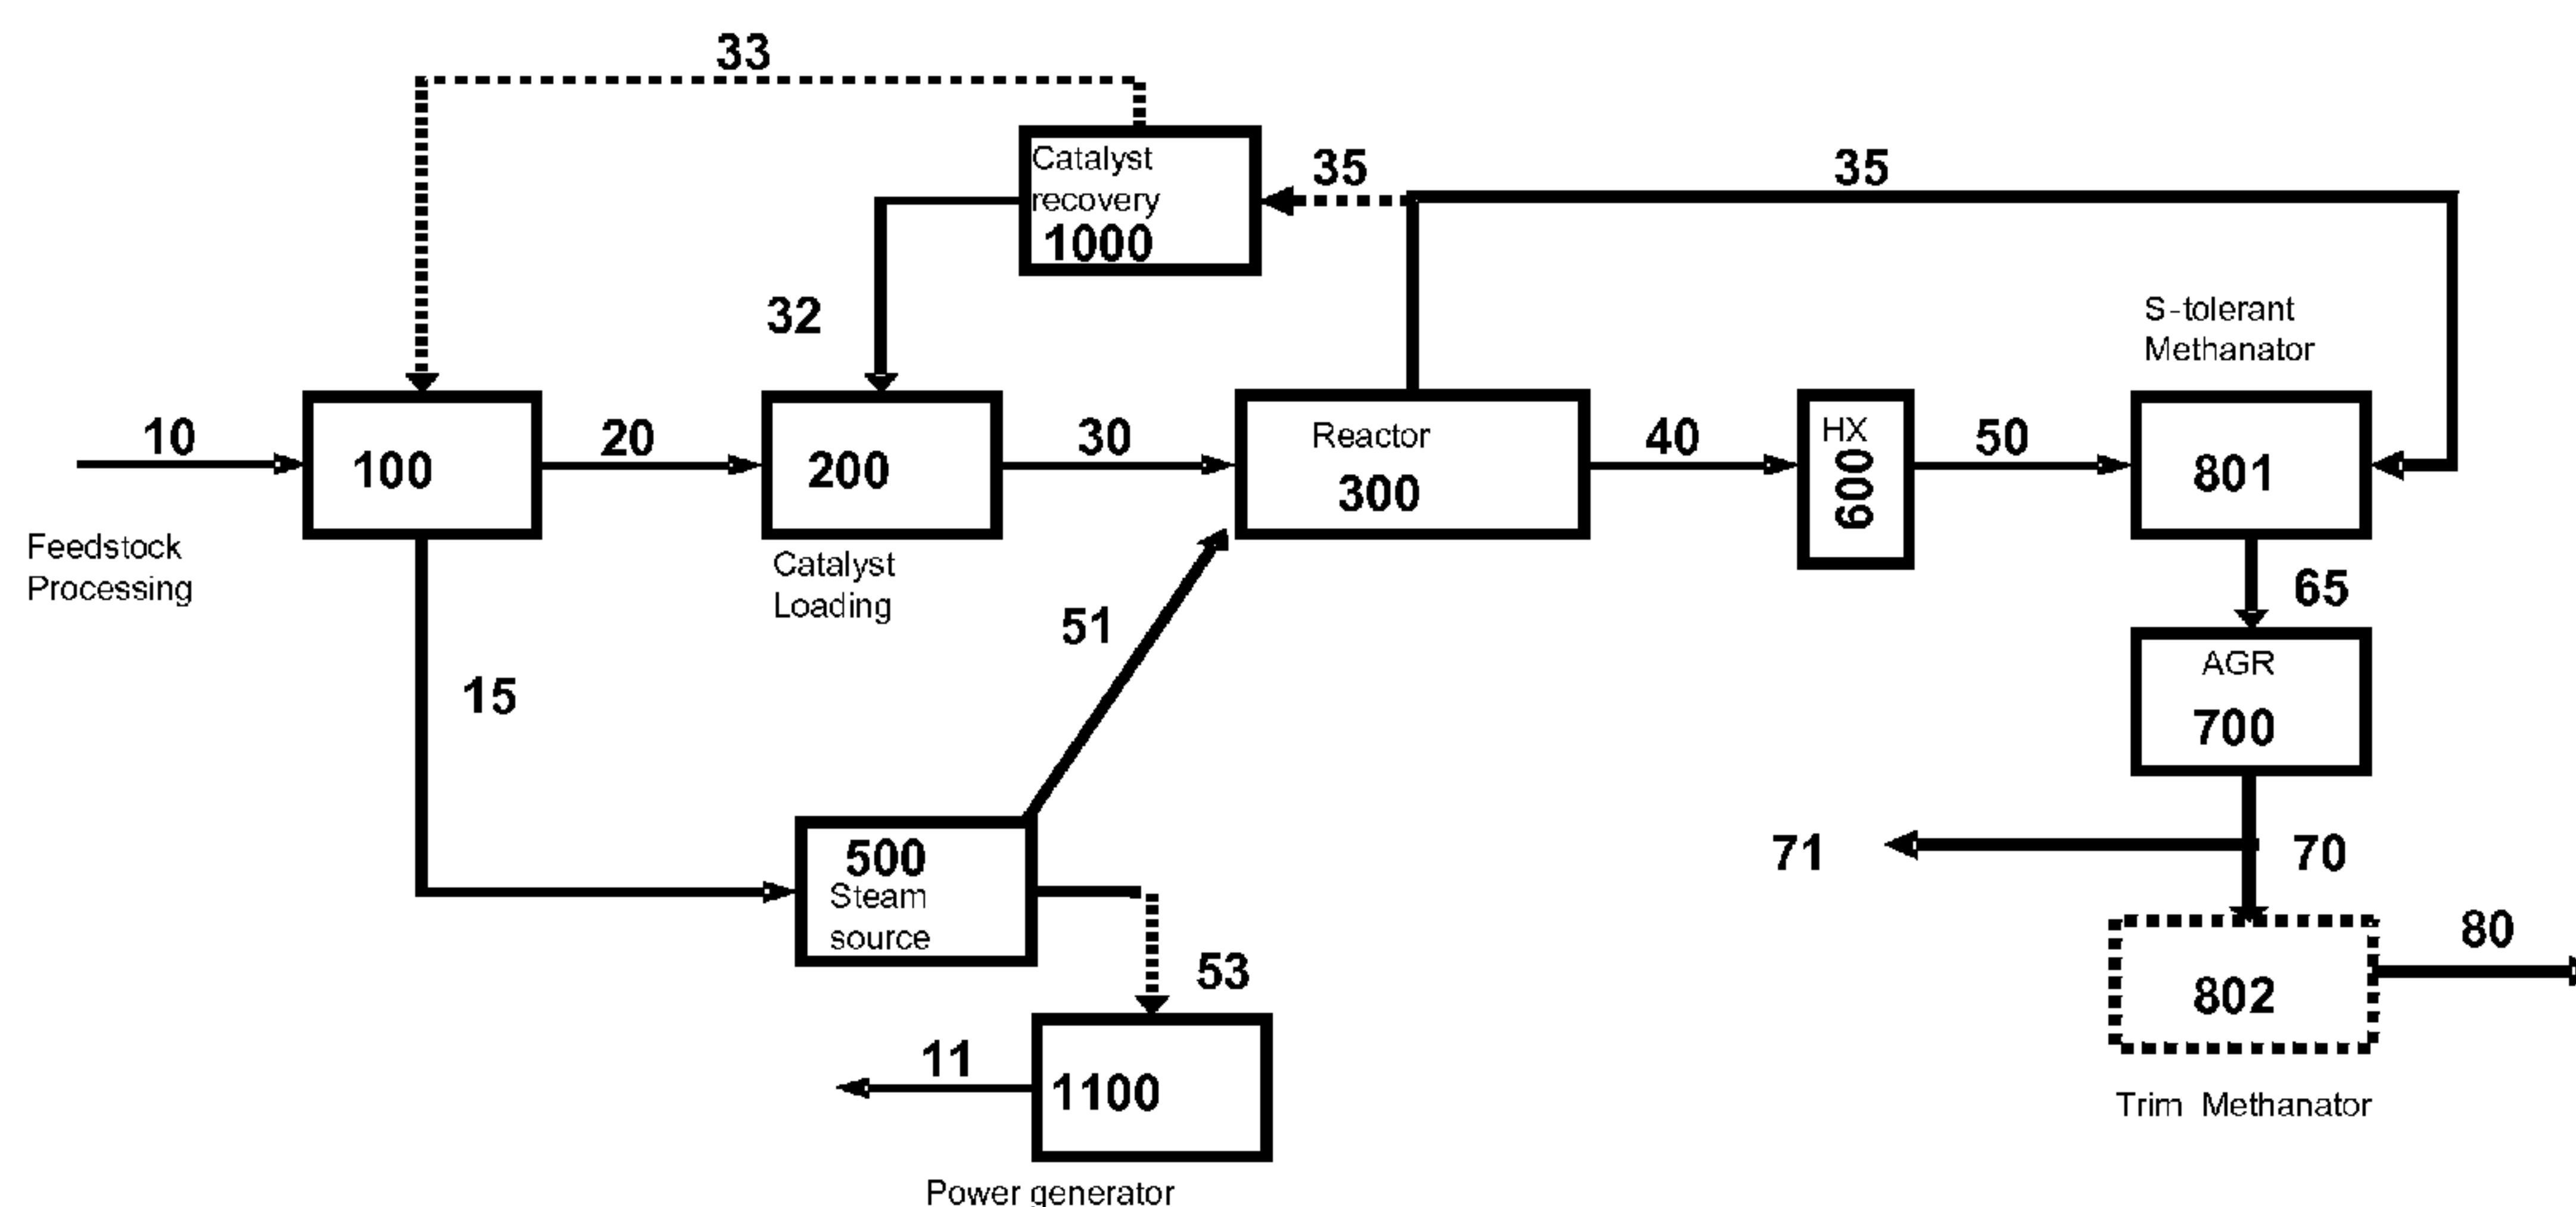 33
Catalyst
recovery
1000
35
35
32
S-tolerant
Methanator
10
100
20
200
30
Reactor
300
40
HX
600
50
801
Feedstock
Processing
Catalyst
Loading
51
65
15
AGR
700
500
Steam
source
71
70
53
80
802
11
1100
Trim Methanator
Power generator